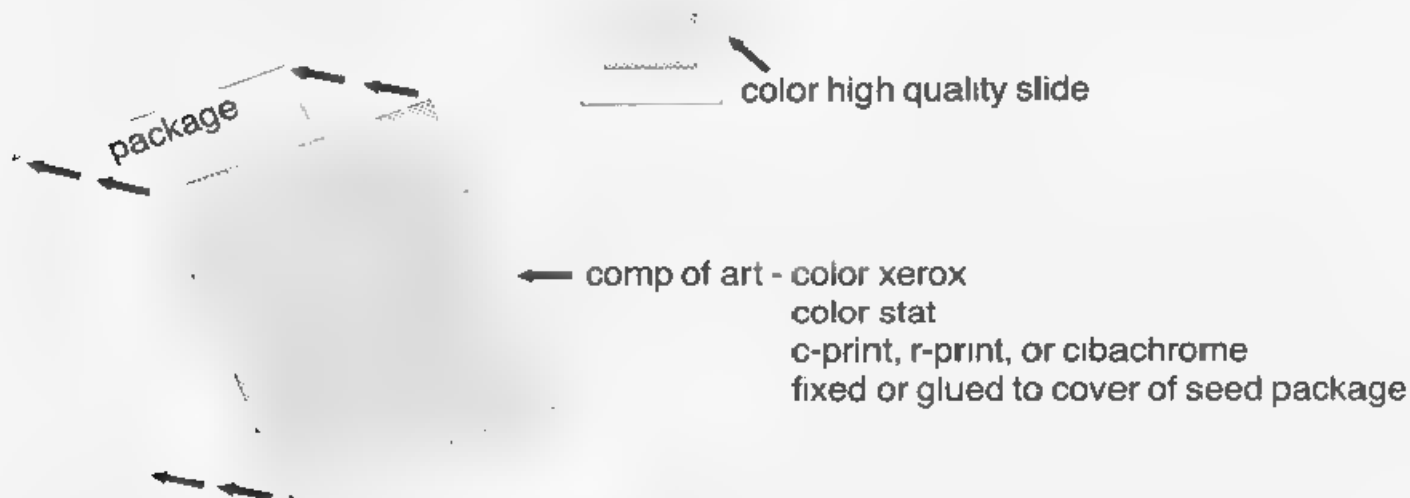 color high quality slide
package
comp of art - color xerox
color stat
c-print, r-print, or cibachrome
fixed or glued to cover of seed package